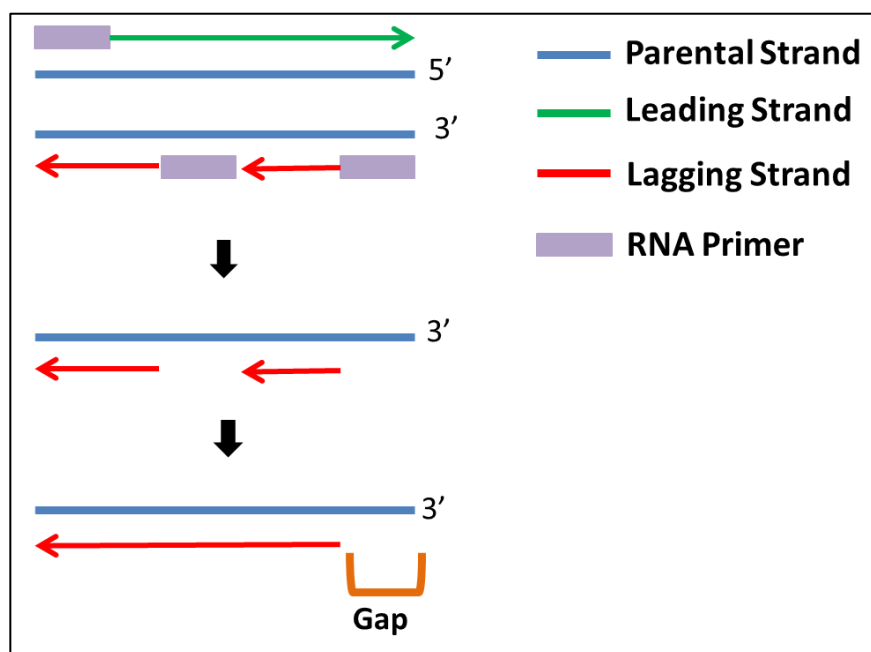 5’
3’
Parental Strand
Leading Strand
Lagging Strand
RNA Primer
3’
3’
Gap